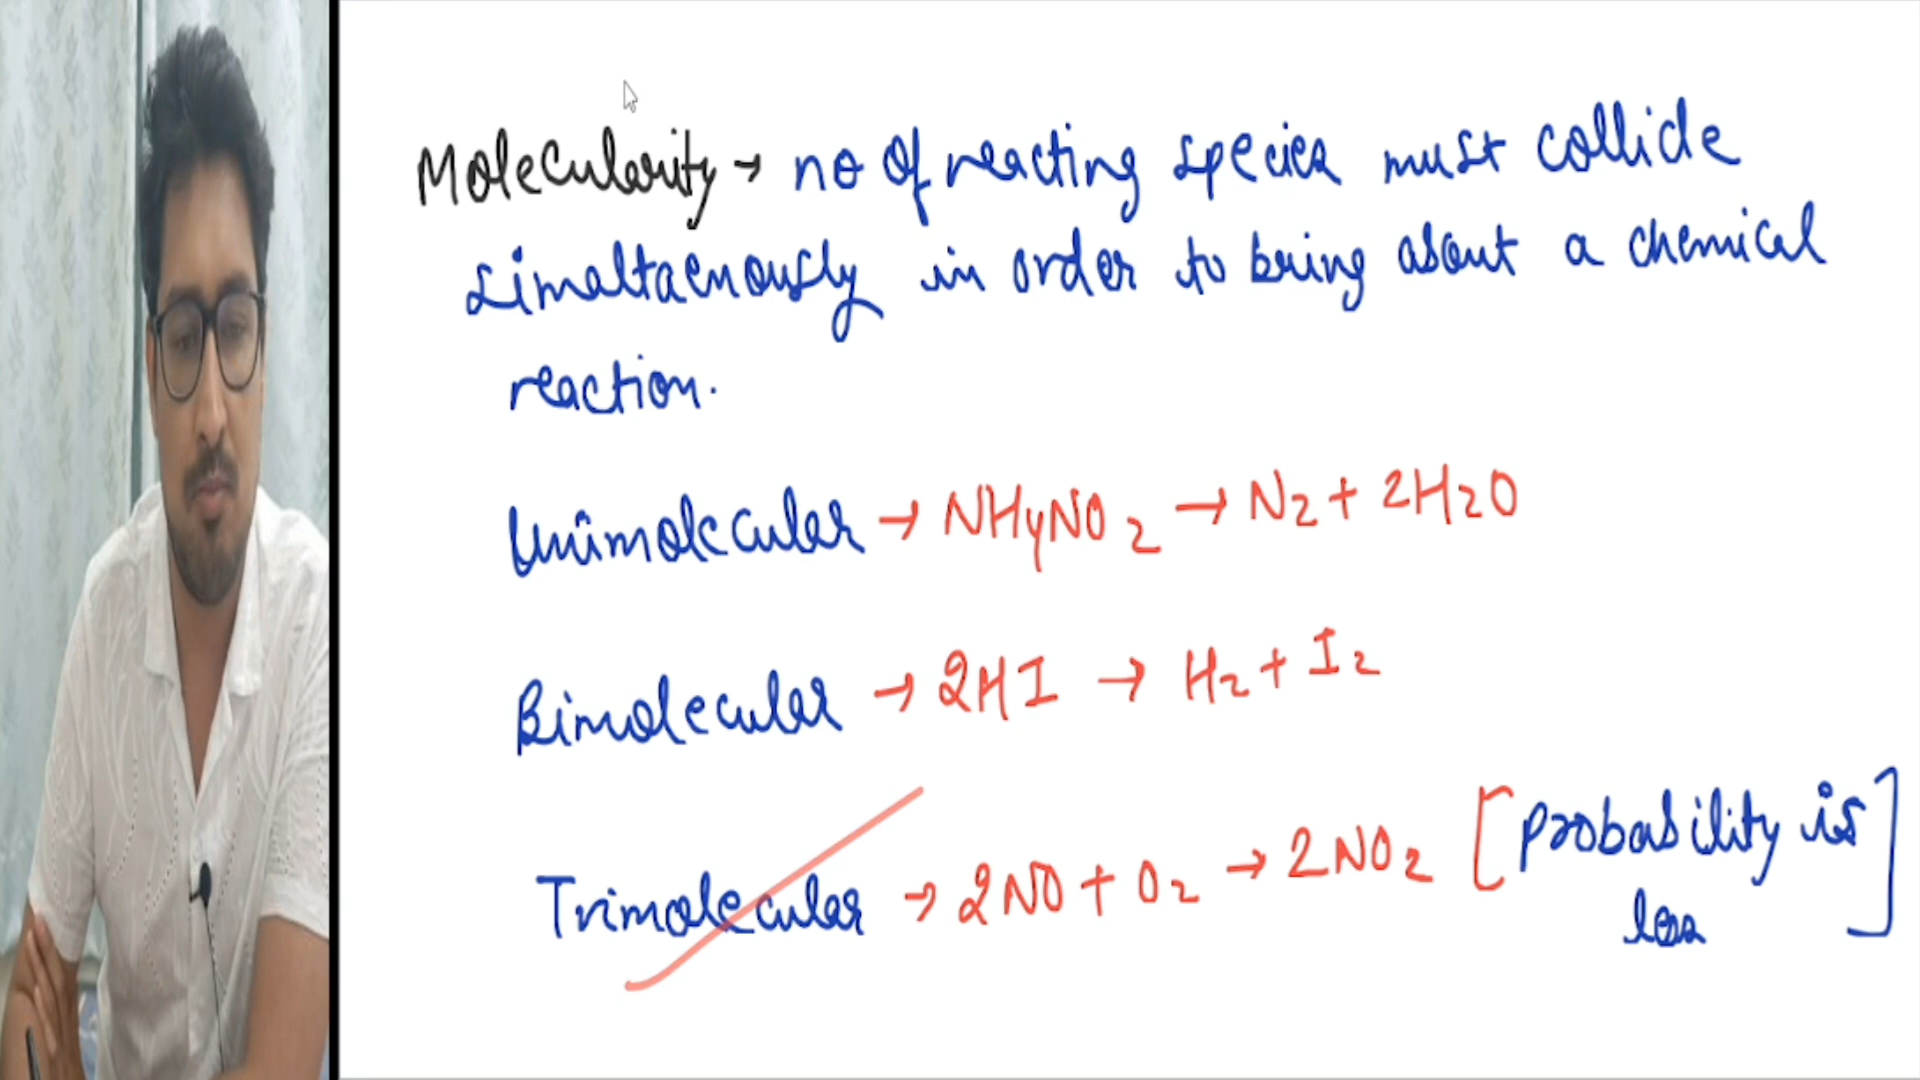 Molecularity → no of reacting species must collide
simaltaenously in order to bring about a chemical
reaction.
Unimolecular → NH4NO2 → N2 + 2H2O
Bimolecular → 2HI → H2 + I2
Trimolecular → 2NO + O2 → 2NO2 [Probability is
less]